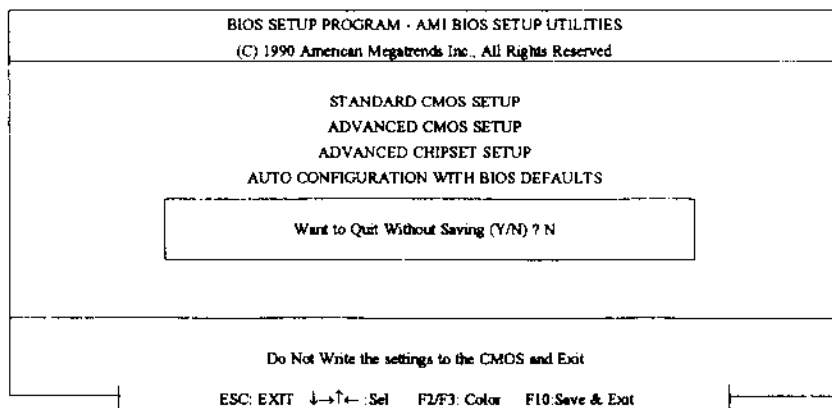 BIOS SETUP PROGRAM - AMI BIOS SETUP UTILITIES
(C) 1990 American Megatrends Inc., All Rights Reserved
STANDARD CMOS SETUP
ADVANCED CMOS SETUP
ADVANCED CHIPSET SETUP
AUTO CONFIGURATION WITH BIOS DEFAULTS
Want to Quit Without Saving (Y/N) ? N
Do Not Write the settings to the CMOS and Exit
ESC: EXIT ↓→↑← :Sel F2/F3: Color F10:Save & Exit